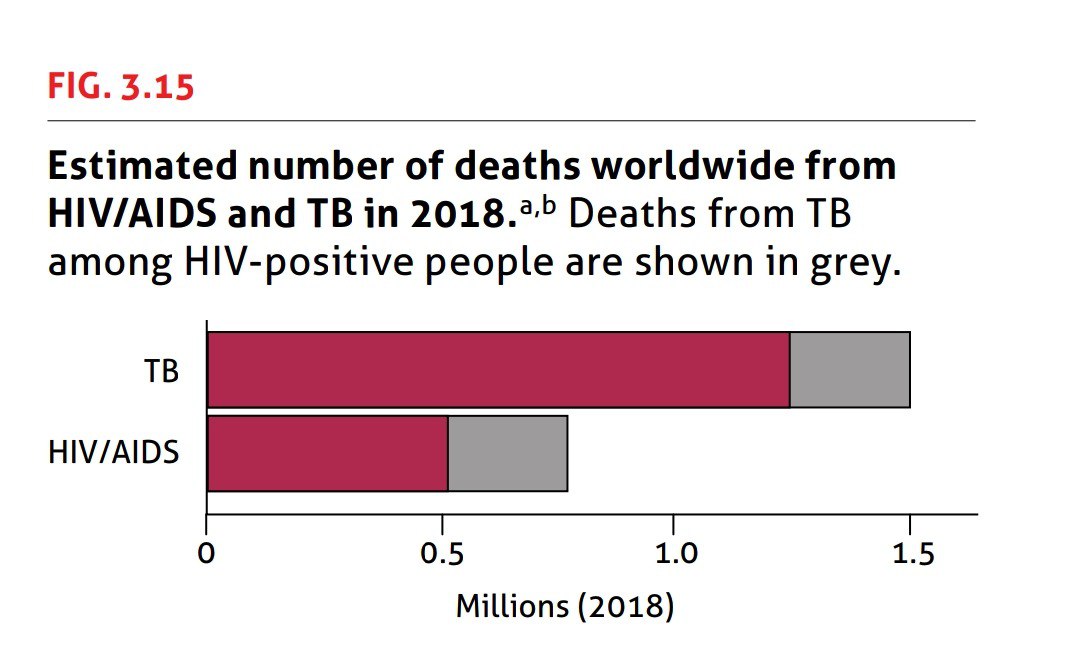 FIG. 3.15
Estimated number of deaths worldwide from
HIV/AIDS and TB in 2018.a,b Deaths from TB
among HIV-positive people are shown in grey.
TB
HIV/AIDS
0 0.5 1.0 1.5
Millions (2018)